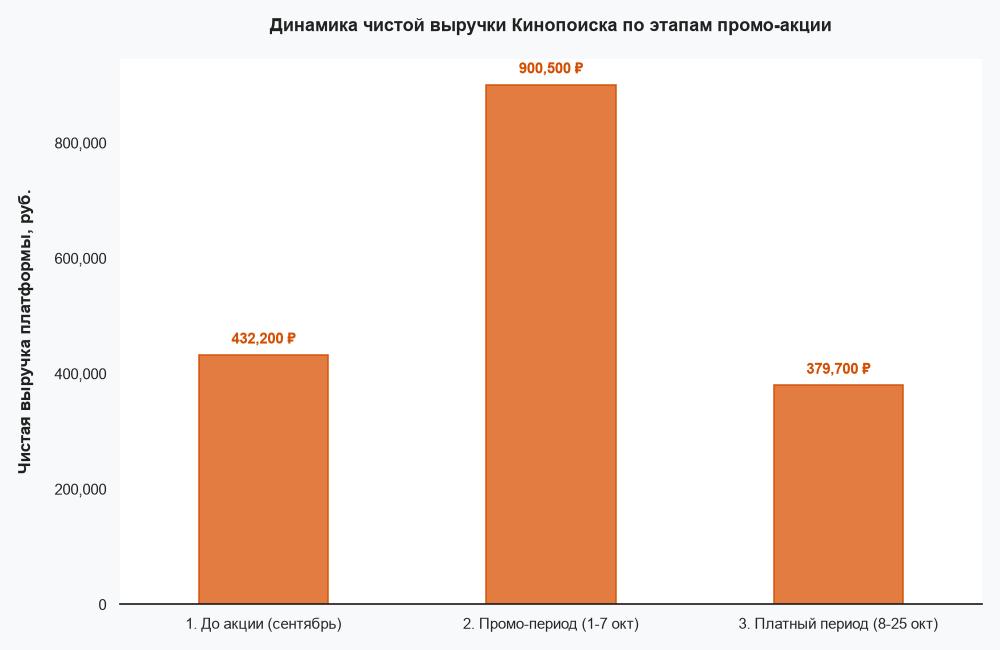 Динамика чистой выручки Кинопоиска по этапам промо-акции
Чистая выручка платформы, руб.
800,000
600,000
400,000
200,000
0
432,200 ₽
900,500 ₽
379,700 ₽
1. До акции (сентябрь)
2. Промо-период (1-7 окт)
3. Платный период (8-25 окт)